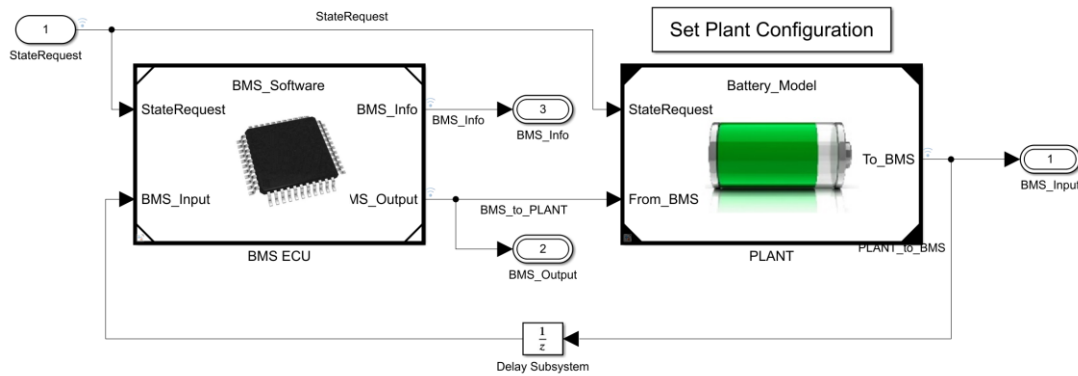 StateRequest
1
StateRequest
Set Plant Configuration
BMS_Software
StateRequest
BMS_Info
BMS_Input
MS_Output
BMS ECU
BMS_Info
3
BMS_Info
BMS_to_PLANT
2
BMS_Output
Battery_Model
StateRequest
To_BMS
From_BMS
PLANT
PLANT_to_BMS
1
BMS_Input
1
z
Delay Subsystem